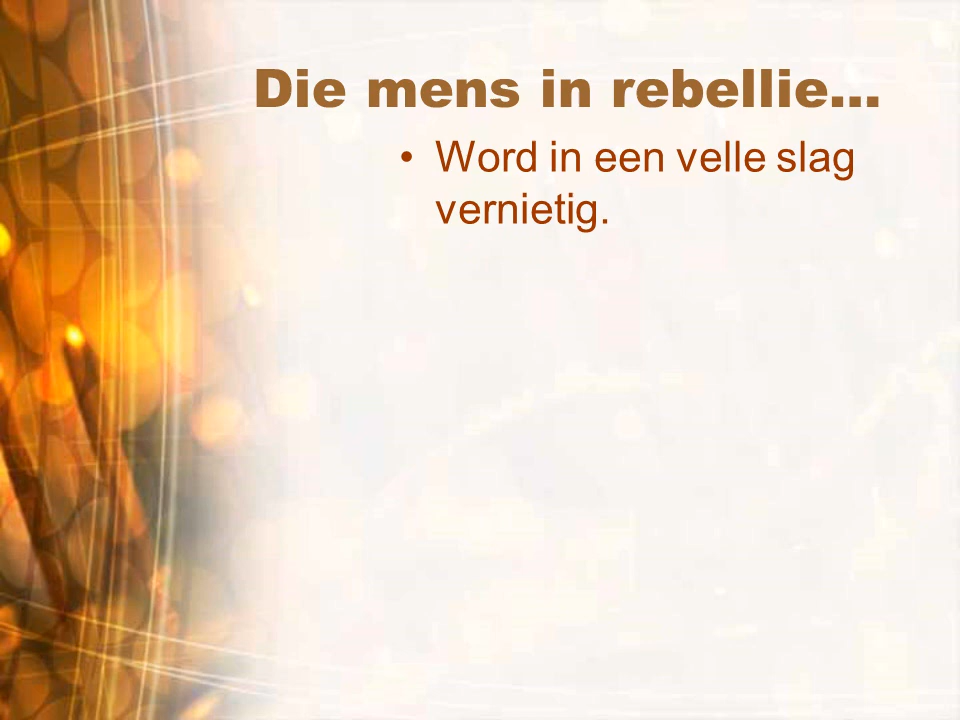 Die mens in rebellie...
• Word in een velle slag
vernietig.